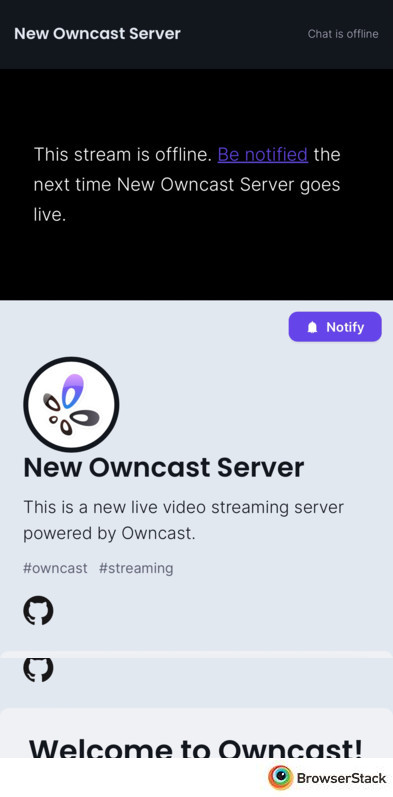 New Owncast Server
Chat is offline
This stream is offline. Be notified the
next time New Owncast Server goes
live.
Notify
New Owncast Server
This is a new live video streaming server
powered by Owncast.
#owncast #streaming
Welcome to Owncast!
BrowserStack